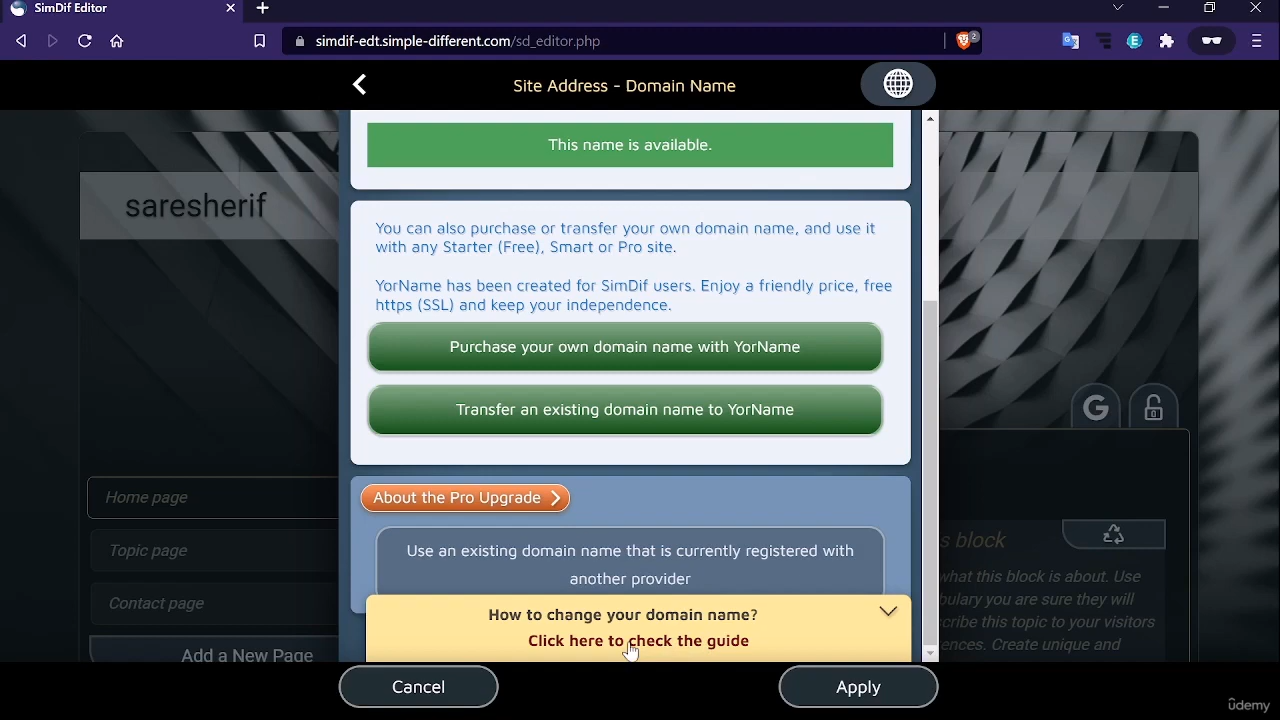 SimDif Editor
simdif-edt.simple-different.com/sd_editor.php
2
Site Address - Domain Name
This name is available.
saresherif
You can also purchase or transfer your own domain name, and use it
with any Starter (Free), Smart or Pro site.
YorName has been created for SimDif users. Enjoy a friendly price, free
https (SSL) and keep your independence.
Purchase your own domain name with YorName
Transfer an existing domain name to YorName
G
About the Pro Upgrade
Home page
Topic page
Contact page
Add a New Page
Use an existing domain name that is currently registered with
another provider
s block
what this block is about. Use
bulary you are sure they will
scribe this topic to your visitors
ences. Create unique and
How to change your domain name?
Click here to check the guide
Cancel
Apply
ûdemy